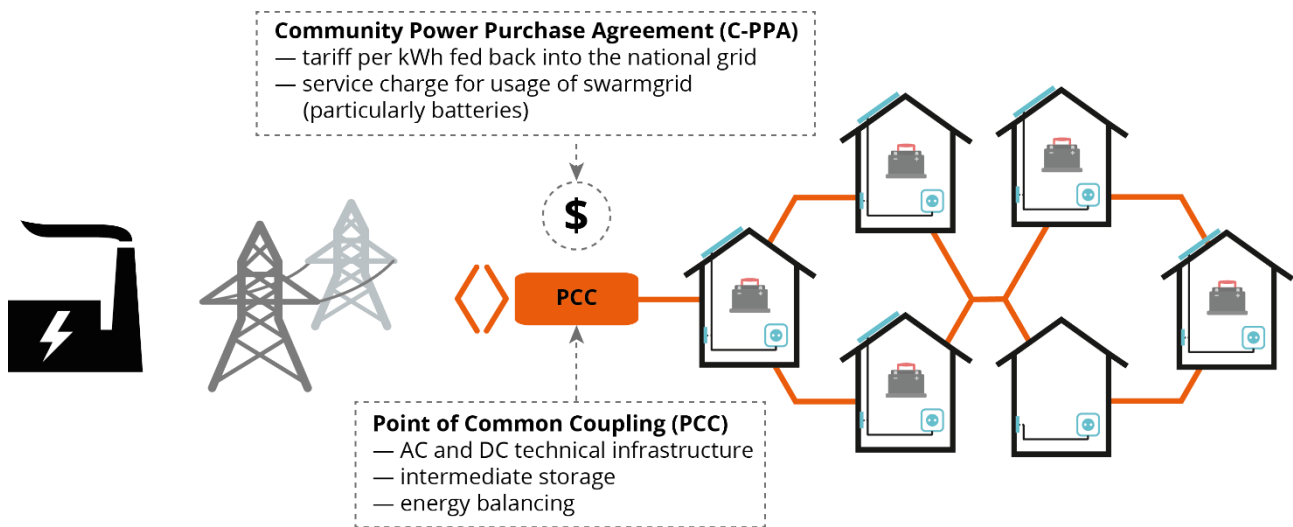 Community Power Purchase Agreement (C-PPA)
— tariff per kWh fed back into the national grid
— service charge for usage of swarmgrid
(particularly batteries)
$
PCC
Point of Common Coupling (PCC)
— AC and DC technical infrastructure
— intermediate storage
— energy balancing